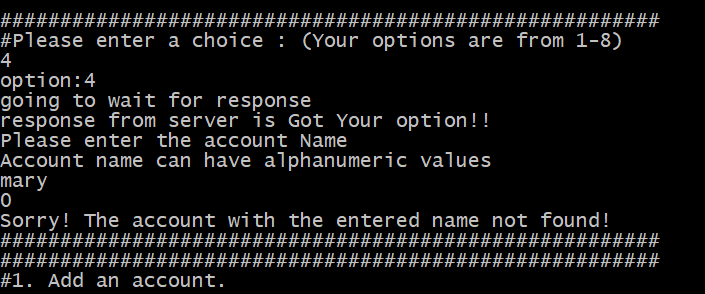 #######################################################
#Please enter a choice : (Your options are from 1-8)
4
option:4
going to wait for response
response from server is Got Your option!!
Please enter the account Name
Account name can have alphanumeric values
mary
0
Sorry! The account with the entered name not found!
#######################################################
#######################################################
#1. Add an account.